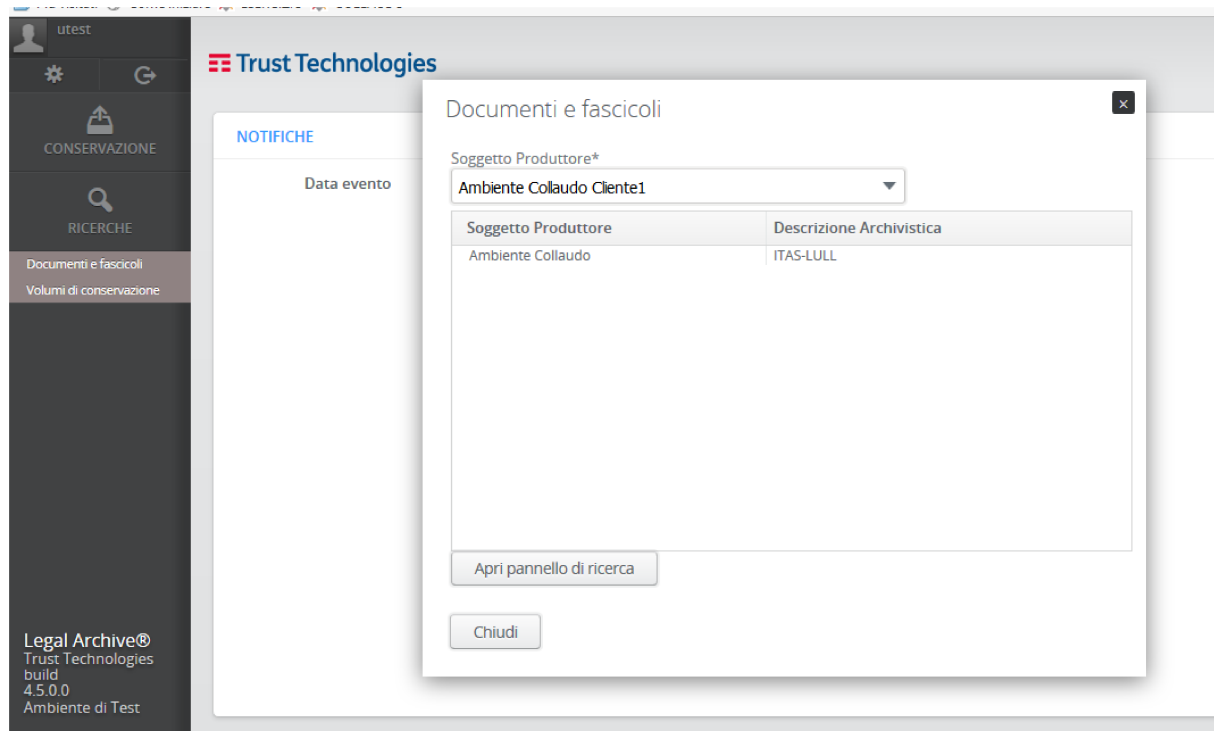 utest
CONSERVAZIONE
RICERCHE
Documenti e fascicoli
Volumi di conservazione
Legal Archive®
Trust Technologies
build
4.5.0.0
Ambiente di Test
Trust Technologies
NOTIFICHE
Data evento
Documenti e fascicoli
x
Soggetto Produttore*
Ambiente Collaudo Cliente1
Soggetto Produttore Descrizione Archivistica
Ambiente Collaudo ITAS-LULL
Apri pannello di ricerca
Chiudi